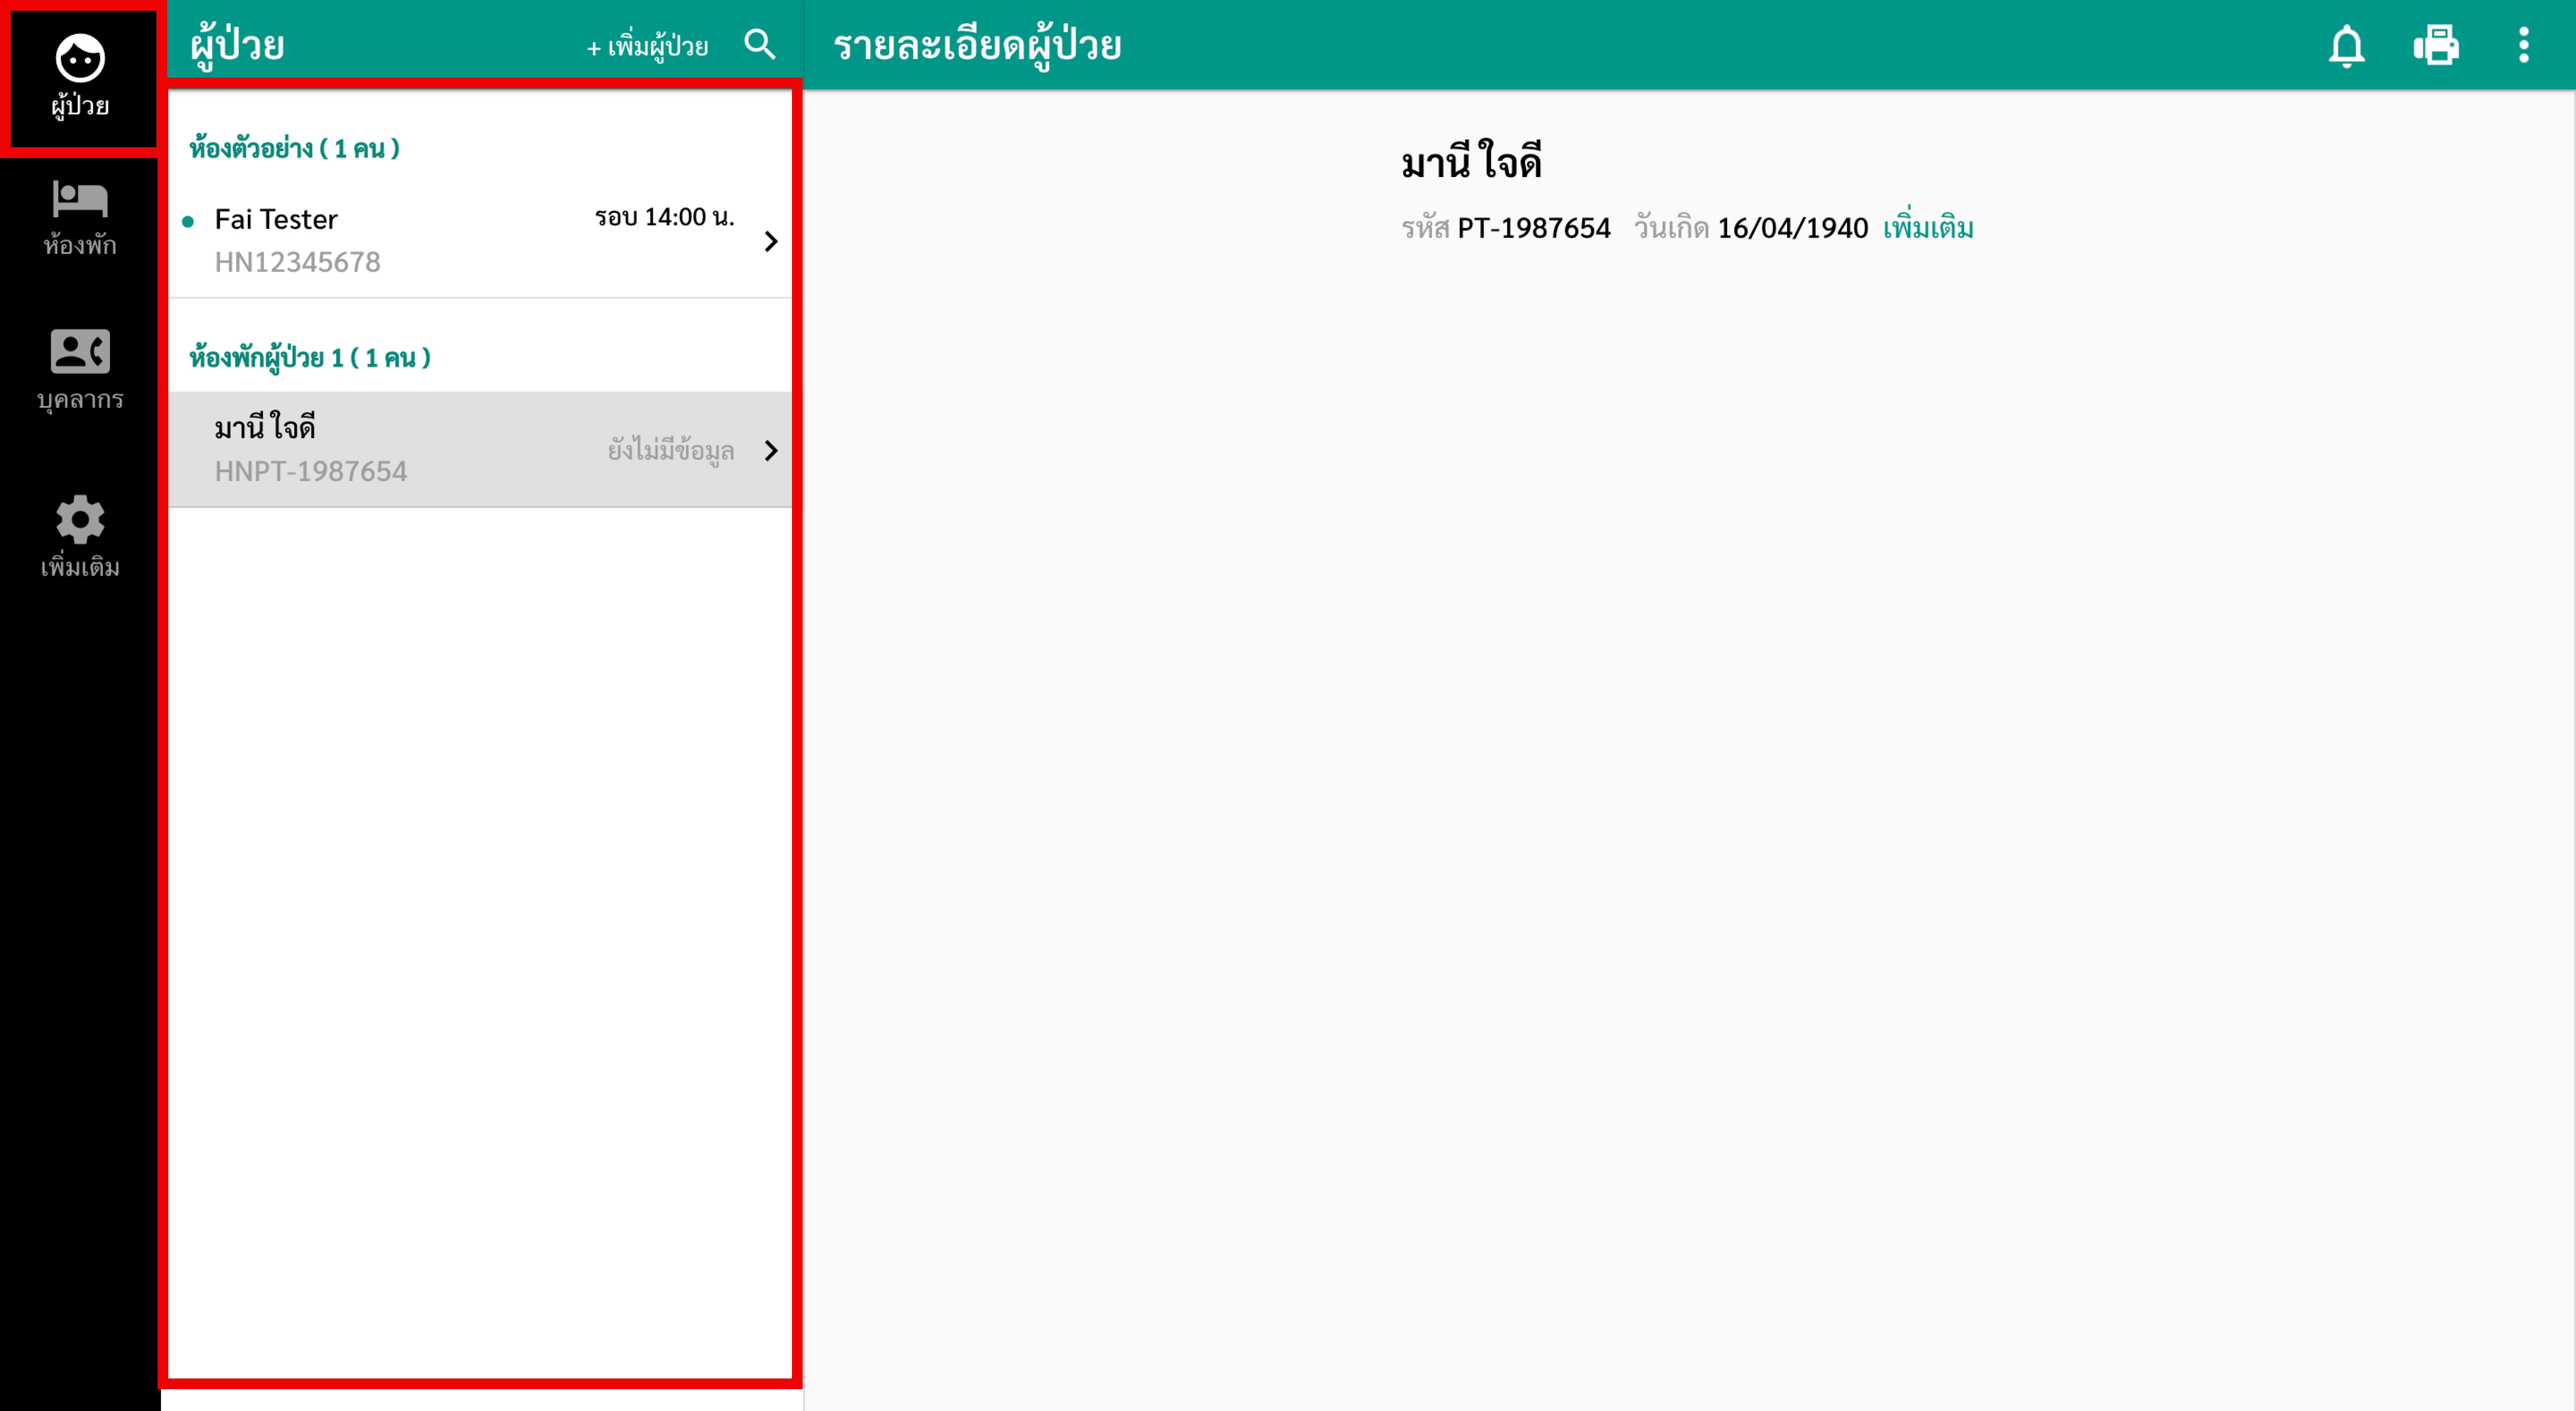 ผู้ป่วย
ห้องพัก
บุคลากร
เพิ่มเติม
ผู้ป่วย
+ เพิ่มผู้ป่วย
ห้องตัวอย่าง ( 1 คน )
Fai Tester
รอบ 14:00 น.
HN12345678
ห้องพักผู้ป่วย 1 ( 1 คน )
มานี ใจดี
ยังไม่มีข้อมูล
HNPT-1987654
รายละเอียดผู้ป่วย
มานี ใจดี
รหัส PT-1987654 วันเกิด 16/04/1940 เพิ่มเติม